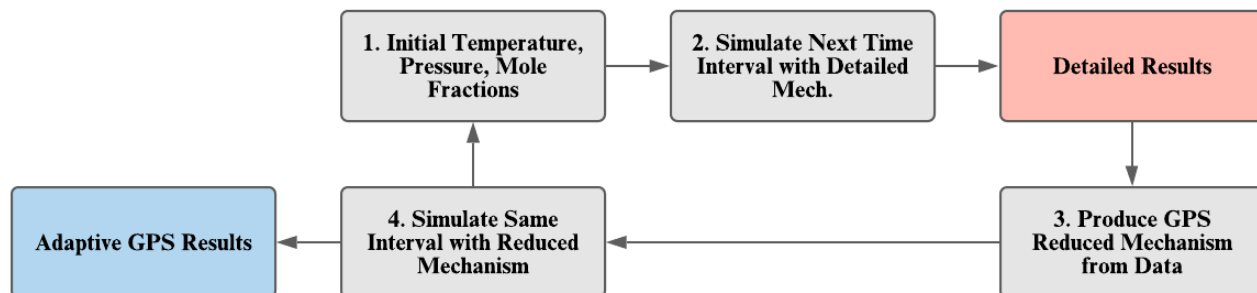 1. Initial Temperature,
Pressure, Mole
Fractions
2. Simulate Next Time
Interval with Detailed
Mech.
Detailed Results
Adaptive GPS Results
4. Simulate Same
Interval with Reduced
Mechanism
3. Produce GPS
Reduced Mechanism
from Data